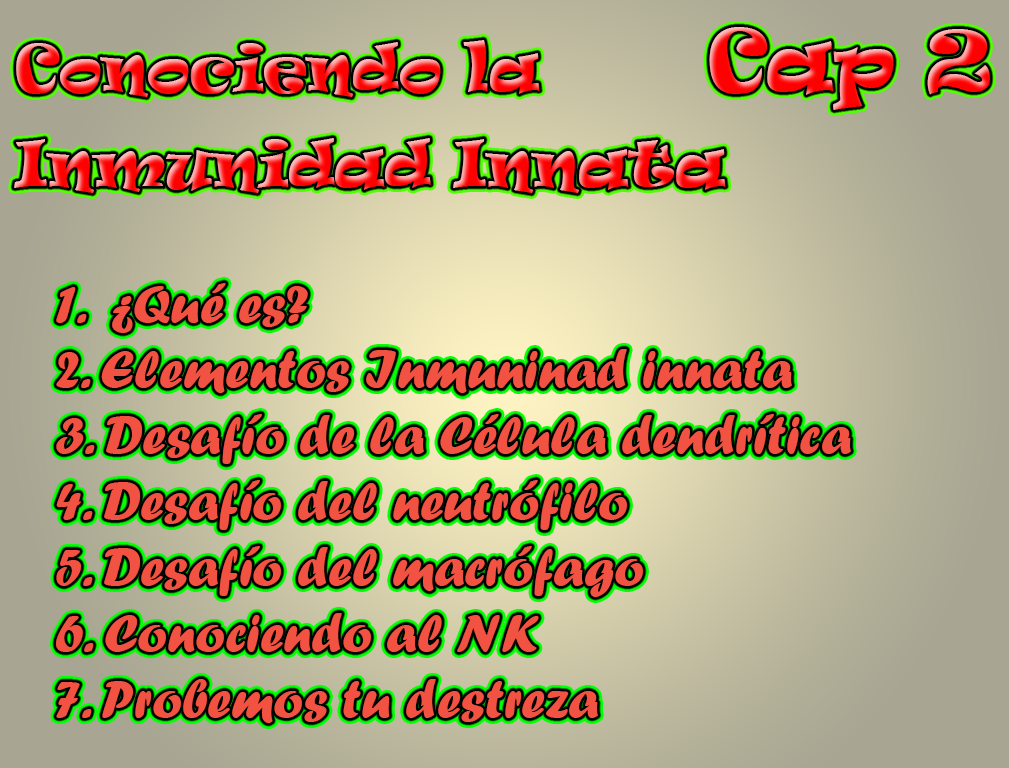 Conociendo la
Cap 2
Inmunidad Innata
1. ¿Qué es?
2. Elementos Inmuninad innata
3. Desafío de la Célula dendrítica
4. Desafío del neutrófilo
5. Desafío del macrófago
6. Conociendo al NK
7. Probemos tu destreza